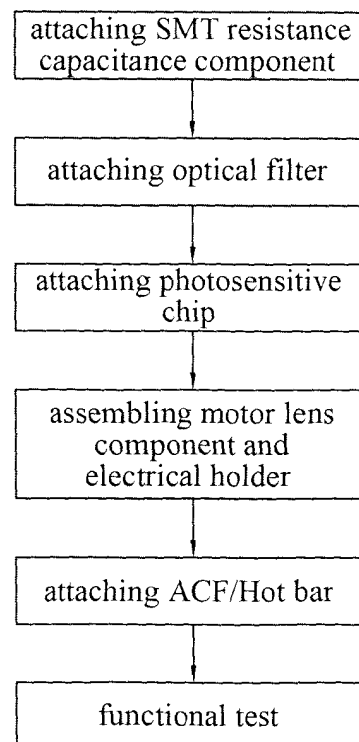 attaching SMT resistance
capacitance component
attaching optical filter
attaching photosensitive
chip
assembling motor lens
component and
electrical holder
attaching ACF/Hot bar
functional test